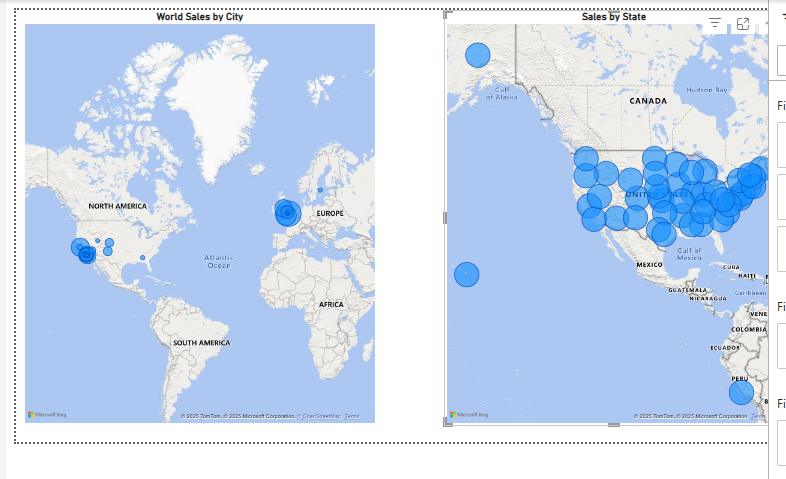 World Sales by City
NORTH AMERICA
EUROPE
Atlantic
Ocean
AFRICA
SOUTH AMERICA
Microsoft Bing
© 2025 TomTom, © 2025 Microsoft Corporation, © OpenStreetMap Terms
Sales by State
Gulf
of Alaska
Hudson Bay
CANADA
UNITED STATES
Gulf of
Mexico
MEXICO
CUBA
HAITI
GUATEMALA
NICARAGUA
Caribbean
VENE
COLOMBIA
ECUADOR
PERU
B
Microsoft Bing
© 2025 TomTom, © 2025 Microsoft Corporation Terms
Fi
Fi
Fi